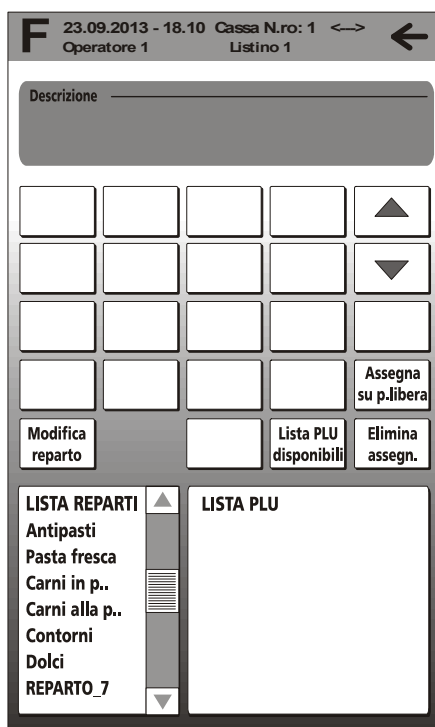 F 23.09.2013 - 18.10 Cassa N.ro: 1 <--->
Operatore 1 Listino 1
Descrizione
Assegna
su p.libera
Modifica
reparto
Lista PLU
disponibili
Elimina
assegn.
LISTA REPARTI
Antipasti
Pasta fresca
Carni in p..
Carni alla p..
Contorni
Dolci
REPARTO_7
LISTA PLU